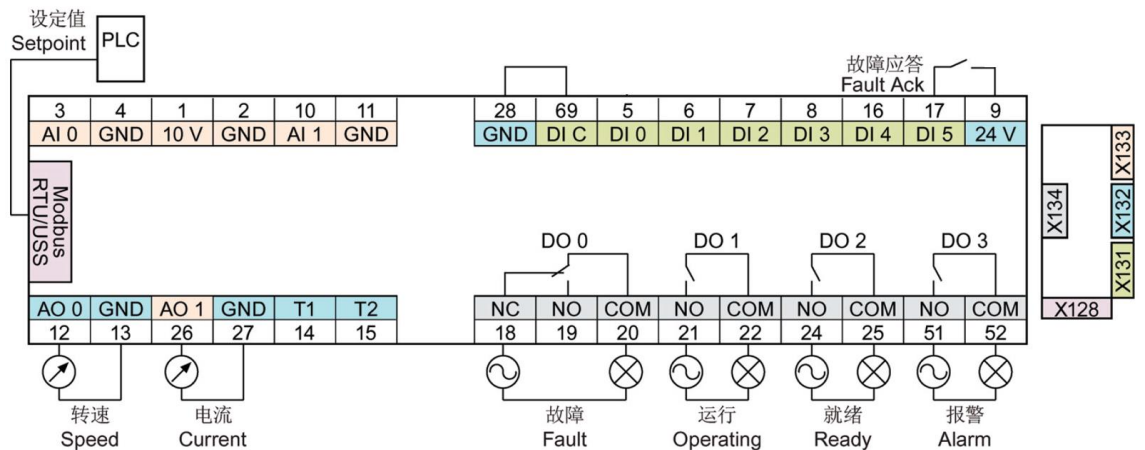 设定值
Setpoint
PLC
故障应答
Fault Ack
3 4 1 2 10 11 28 69 5 6 7 8 16 17 9
AI 0 GND 10 V GND AI 1 GND GND DI C DI 0 DI 1 DI 2 DI 3 DI 4 DI 5 24 V
Modbus
RTU/USS
DO 0 DO 1 DO 2 DO 3
AO 0 GND AO 1 GND T1 T2 NC NO COM NO COM NO COM NO COM
12 13 26 27 14 15 18 19 20 21 22 24 25 51 52
转速 电流 故障 运行 就绪 报警
Speed Current Fault Operating Ready Alarm
X133
X134
X132
X131
X128